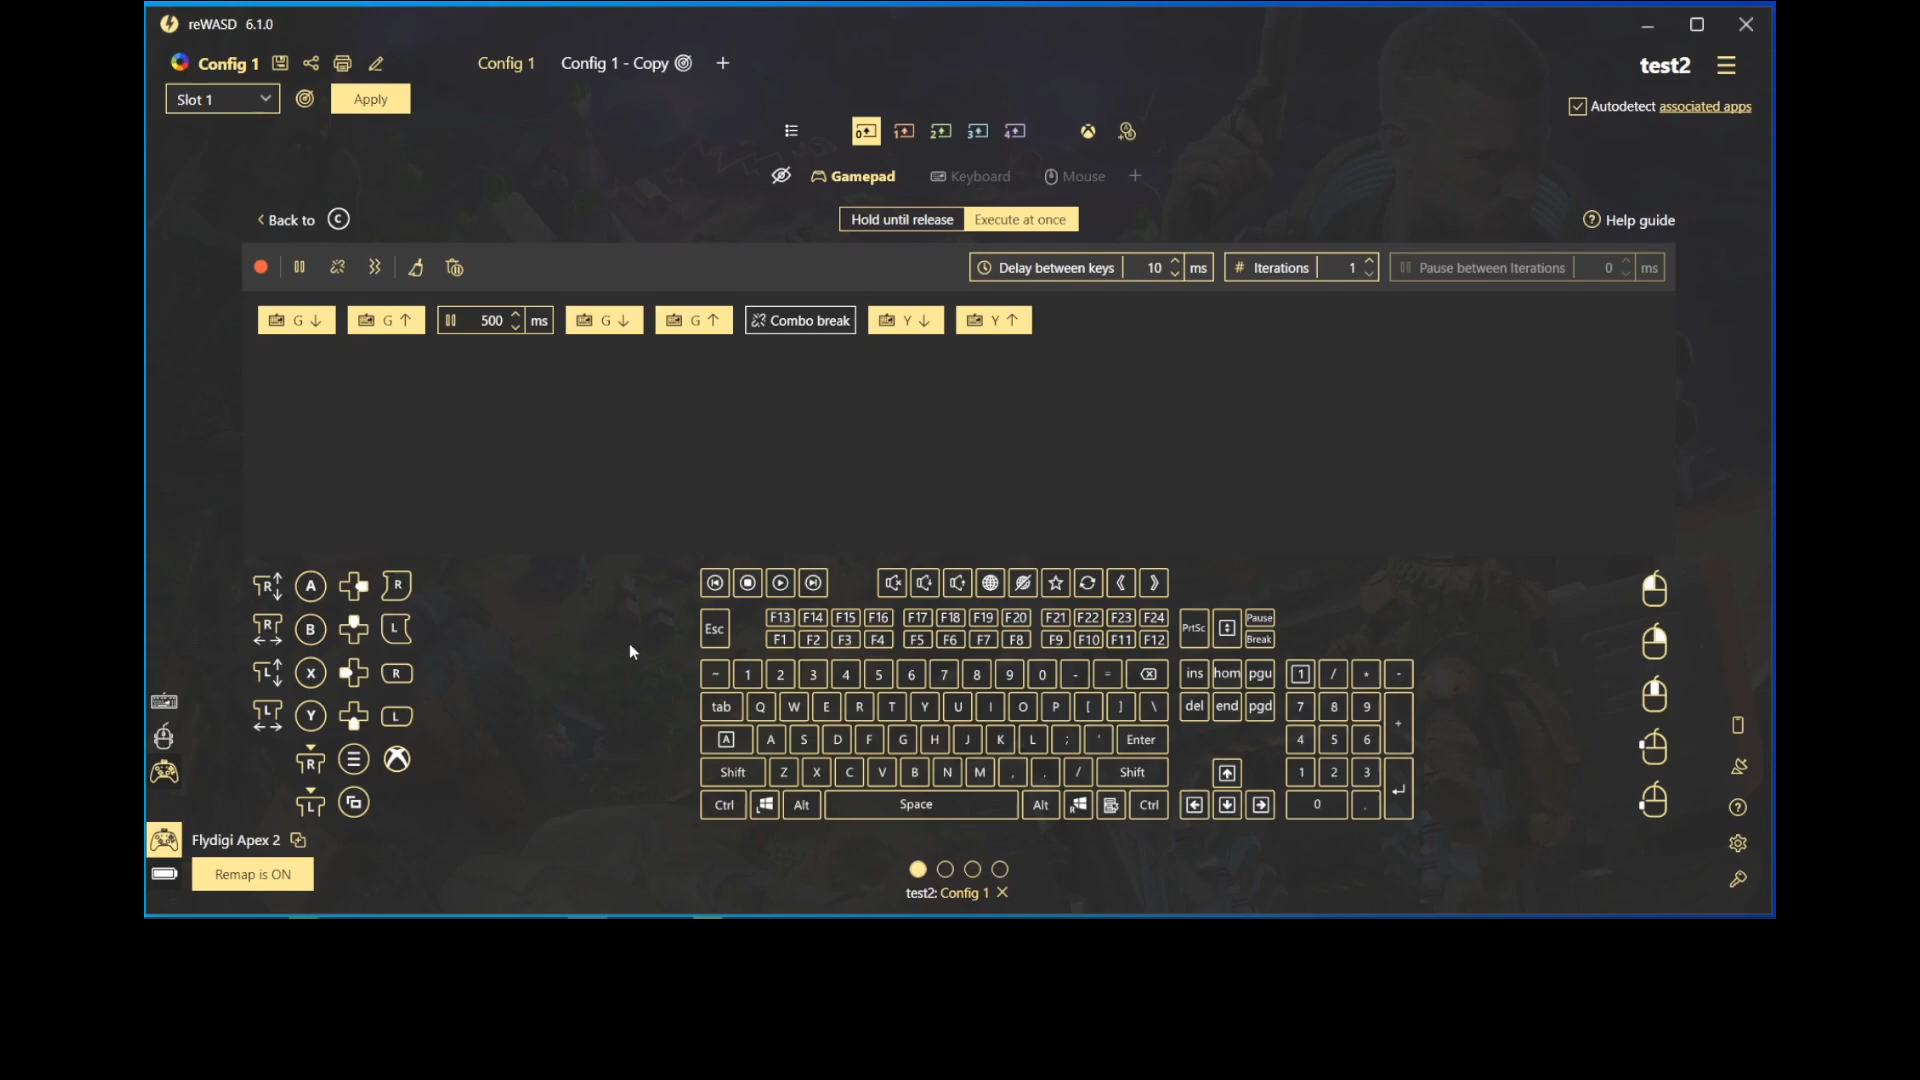 reWASD 6.1.0
Config 1
Config 1
Config 1 - Copy
+
test2
Slot 1
Apply
Autodetect associated apps
0 1 2 3 4
Gamepad
Keyboard
Mouse
+
Back to C
Hold until release
Execute at once
? Help guide
Delay between keys 10 ms
# Iterations 1
Pause between Iterations 0 ms
G ↓
G ↑
500 ms
G ↓
G ↑
Combo break
Y ↓
Y ↑
R A R
R B L
L X R
L Y L
R
L
Esc
F13 F14 F15 F16 F17 F18 F19 F20 F21 F22 F23 F24
F1 F2 F3 F4 F5 F6 F7 F8 F9 F10 F11 F12
PrtSc
Pause
Break
~ 1 2 3 4 5 6 7 8 9 0 - =
ins hom pgu
1 / * -
tab Q W E R T Y U I O P [ ] \
del end pgd
7 8 9 +
A A S D F G H J K L ; ' Enter
4 5 6
Shift Z X C V B N M , . / Shift
1 2 3
Ctrl L Alt Space Alt R Ctrl
0 .
Flydigi Apex 2
Remap is ON
test2: Config 1